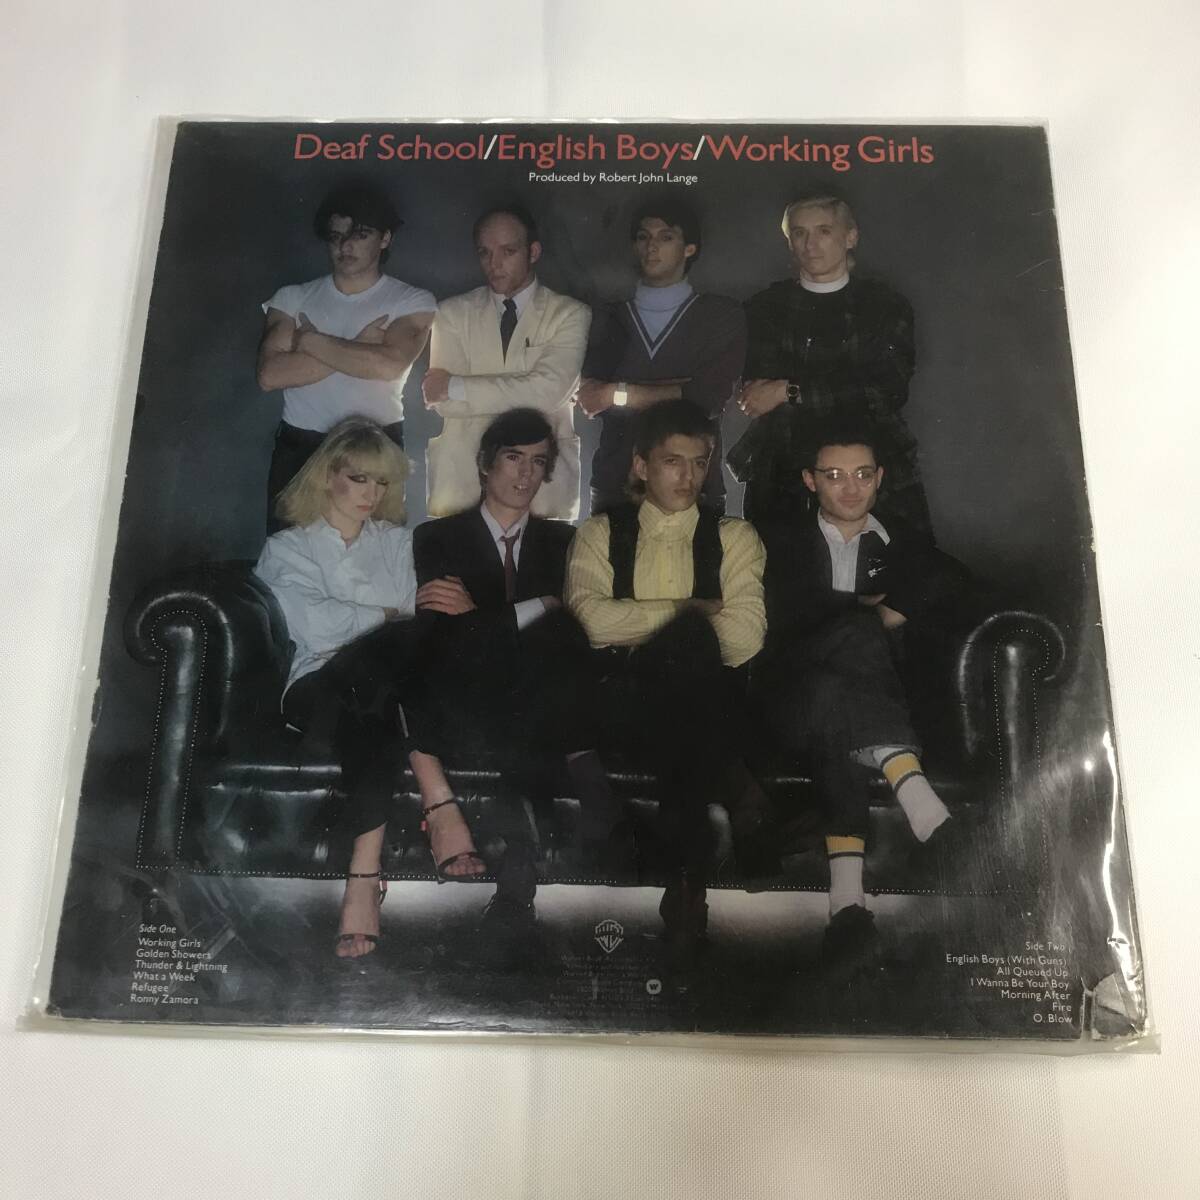 Deaf School/English Boys/Working Girls
Produced by Robert John Lange
Side One
Working Girls
Golden Showers
Thunder & Lightning
What a Week
Refugee
Ronny Zamora
Side Two
English Boys (With Guns)
All Queued Up
I Wanna Be Your Boy
Morning After
Fire
O. Blow